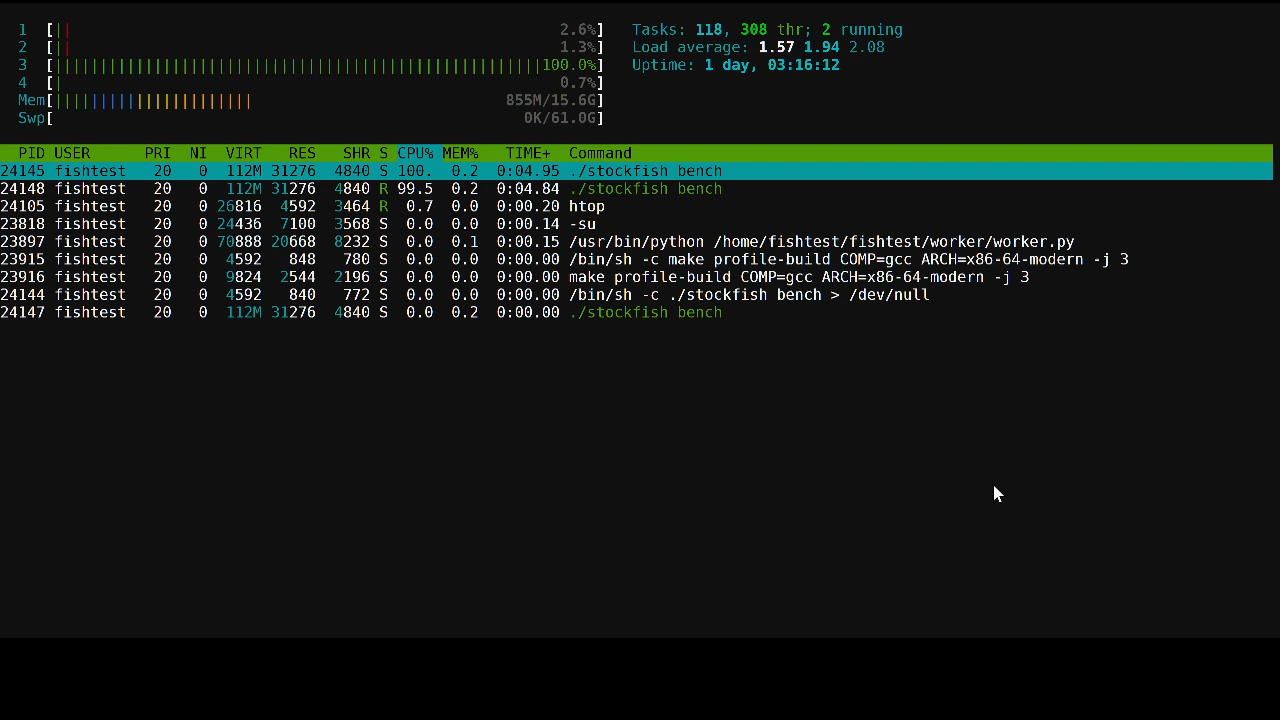 1 [|| 2.6%] Tasks: 118, 308 thr; 2 running
2 [|| 1.3%] Load average: 1.57 1.94 2.08
3 [||||||||||||||||||||||||||||||||||||||||||||||||||||||100.0%] Uptime: 1 day, 03:16:12
4 [| 0.7%]
Mem[|||||||||||||||||||||| 855M/15.6G]
Swp[ 0K/61.0G]
PID USER PRI NI VIRT RES SHR S CPU% MEM% TIME+ Command
24145 fishtest 20 0 112M 31276 4840 S 100. 0.2 0:04.95 ./stockfish bench
24148 fishtest 20 0 112M 31276 4840 R 99.5 0.2 0:04.84 ./stockfish bench
24105 fishtest 20 0 26816 4592 3464 R 0.7 0.0 0:00.20 htop
23818 fishtest 20 0 24436 7100 3568 S 0.0 0.0 0:00.14 -su
23897 fishtest 20 0 70888 20668 8232 S 0.0 0.1 0:00.15 /usr/bin/python /home/fishtest/fishtest/worker/worker.py
23915 fishtest 20 0 4592 848 780 S 0.0 0.0 0:00.00 /bin/sh -c make profile-build COMP=gcc ARCH=x86-64-modern -j 3
23916 fishtest 20 0 9824 2544 2196 S 0.0 0.0 0:00.00 make profile-build COMP=gcc ARCH=x86-64-modern -j 3
24144 fishtest 20 0 4592 840 772 S 0.0 0.0 0:00.00 /bin/sh -c ./stockfish bench > /dev/null
24147 fishtest 20 0 112M 31276 4840 S 0.0 0.2 0:00.00 ./stockfish bench